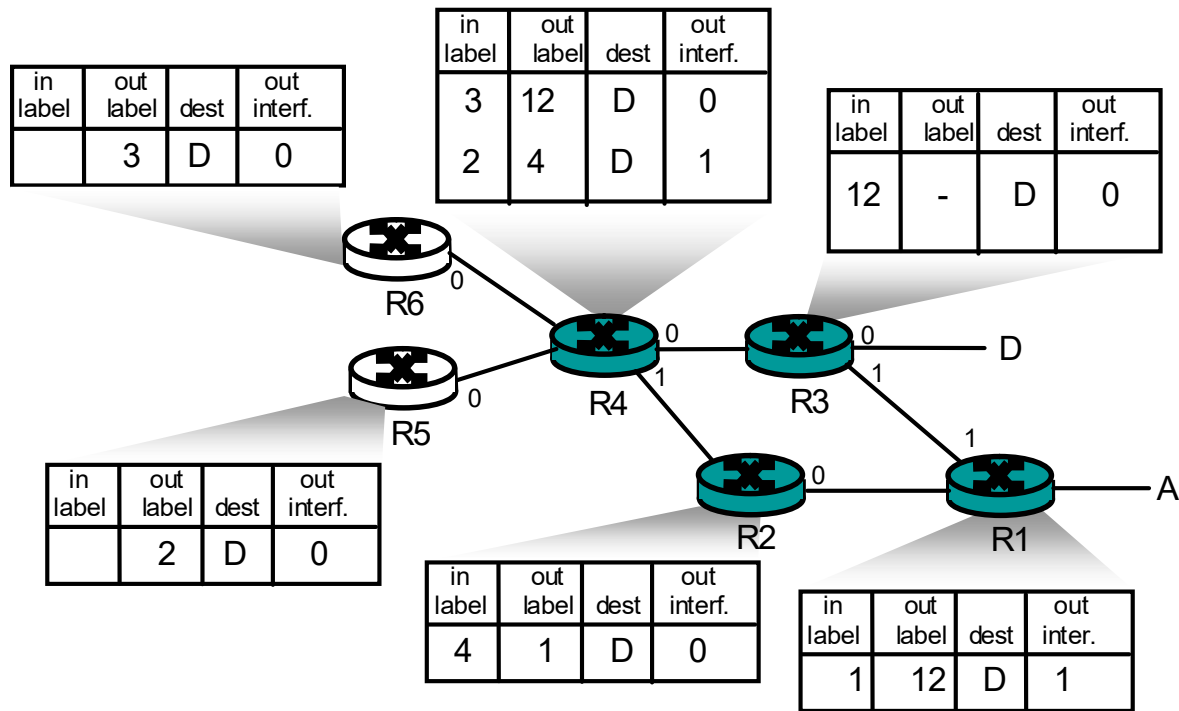 in out out
label label dest interf.
3 12 D 0
2 4 D 1
in out out
label label dest interf.
3 D 0
in out out
label label dest interf.
12 - D 0
0
R6
0
R5
0
1
R4
0
1
R3
D
0
R2
1
R1
A
in out out
label label dest interf.
2 D 0
in out out
label label dest interf.
4 1 D 0
in out out
label label dest inter.
1 12 D 1